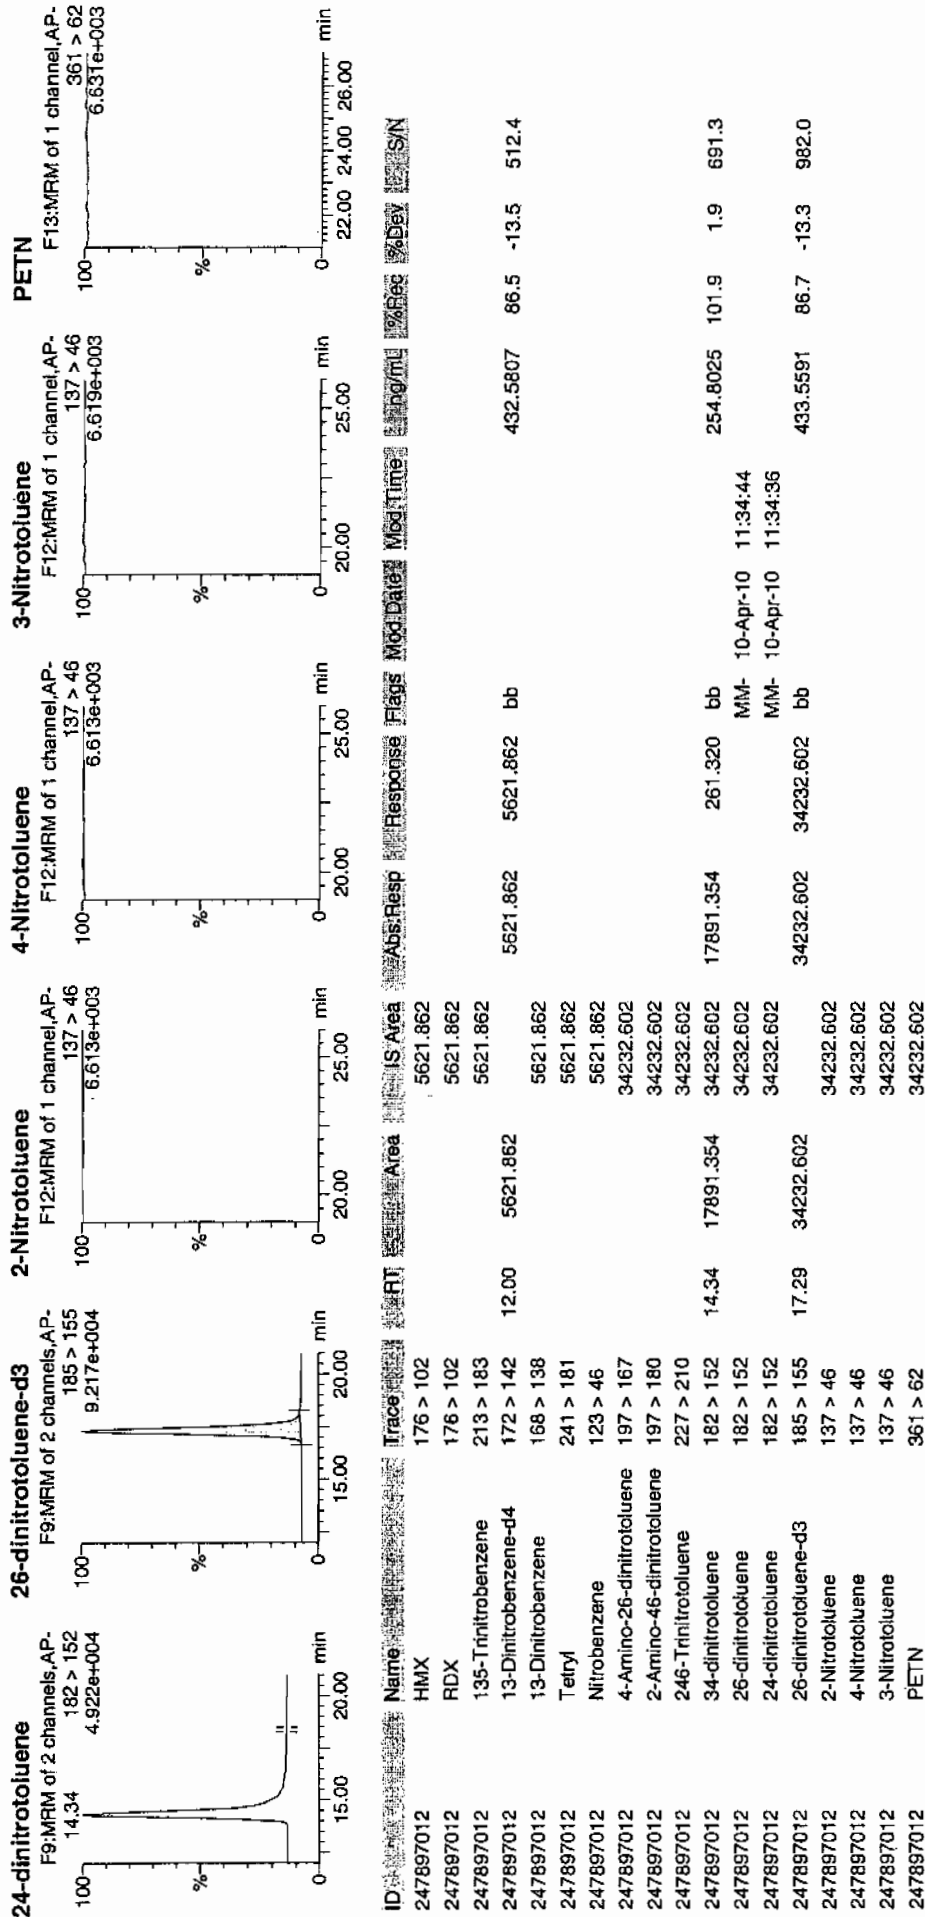 24-dinitrotoluene
F9:MRM of 2 channels,AP-
182 > 152
4.922e+004
14.34
100
%
0
15.00 20.00 min
26-dinitrotoluene-d3
F9:MRM of 2 channels,AP-
185 > 155
9.217e+004
100
%
0
15.00 20.00 min
2-Nitrotoluene
F12:MRM of 1 channel,AP-
137 > 46
6.613e+003
100
%
0
20.00 25.00 min
4-Nitrotoluene
F12:MRM of 1 channel,AP-
137 > 46
6.613e+003
100
%
0
20.00 25.00 min
3-Nitrotoluene
F12:MRM of 1 channel,AP-
137 > 46
6.619e+003
100
%
0
20.00 25.00 min
PETN
F13:MRM of 1 channel,AP-
361 > 62
6.631e+003
100
%
0
22.00 24.00 26.00 min
ID Name Trace RT Area IS Area Abs.Resp Response Flags Mod.Date Mod.Time ng/mL %Rec %Dev S/N
247897012 HMX 176 > 102 5621.862
247897012 RDX 176 > 102 5621.862
247897012 135-Trinitrobenzene 213 > 183 5621.862
247897012 13-Dinitrobenzene-d4 172 > 142 12.00 5621.862 5621.862 5621.862 bb 432.5807 86.5 -13.5 512.4
247897012 13-Dinitrobenzene 168 > 138 5621.862
247897012 Tetryl 241 > 181 5621.862
247897012 Nitrobenzene 123 > 46 5621.862
247897012 4-Amino-26-dinitrotoluene 197 > 167 34232.602
247897012 2-Amino-46-dinitrotoluene 197 > 180 34232.602
247897012 246-Trinitrotoluene 227 > 210 34232.602
247897012 34-dinitrotoluene 182 > 152 14.34 17891.354 34232.602 17891.354 261.320 bb 254.8025 101.9 1.9 691.3
247897012 26-dinitrotoluene 182 > 152 34232.602 MM- 10-Apr-10 11:34:44
247897012 24-dinitrotoluene 182 > 152 34232.602 MM- 10-Apr-10 11:34:36
247897012 26-dinitrotoluene-d3 185 > 155 17.29 34232.602 34232.602 34232.602 bb 433.5591 86.7 -13.3 982.0
247897012 2-Nitrotoluene 137 > 46 34232.602
247897012 4-Nitrotoluene 137 > 46 34232.602
247897012 3-Nitrotoluene 137 > 46 34232.602
247897012 PETN 361 > 62 34232.602